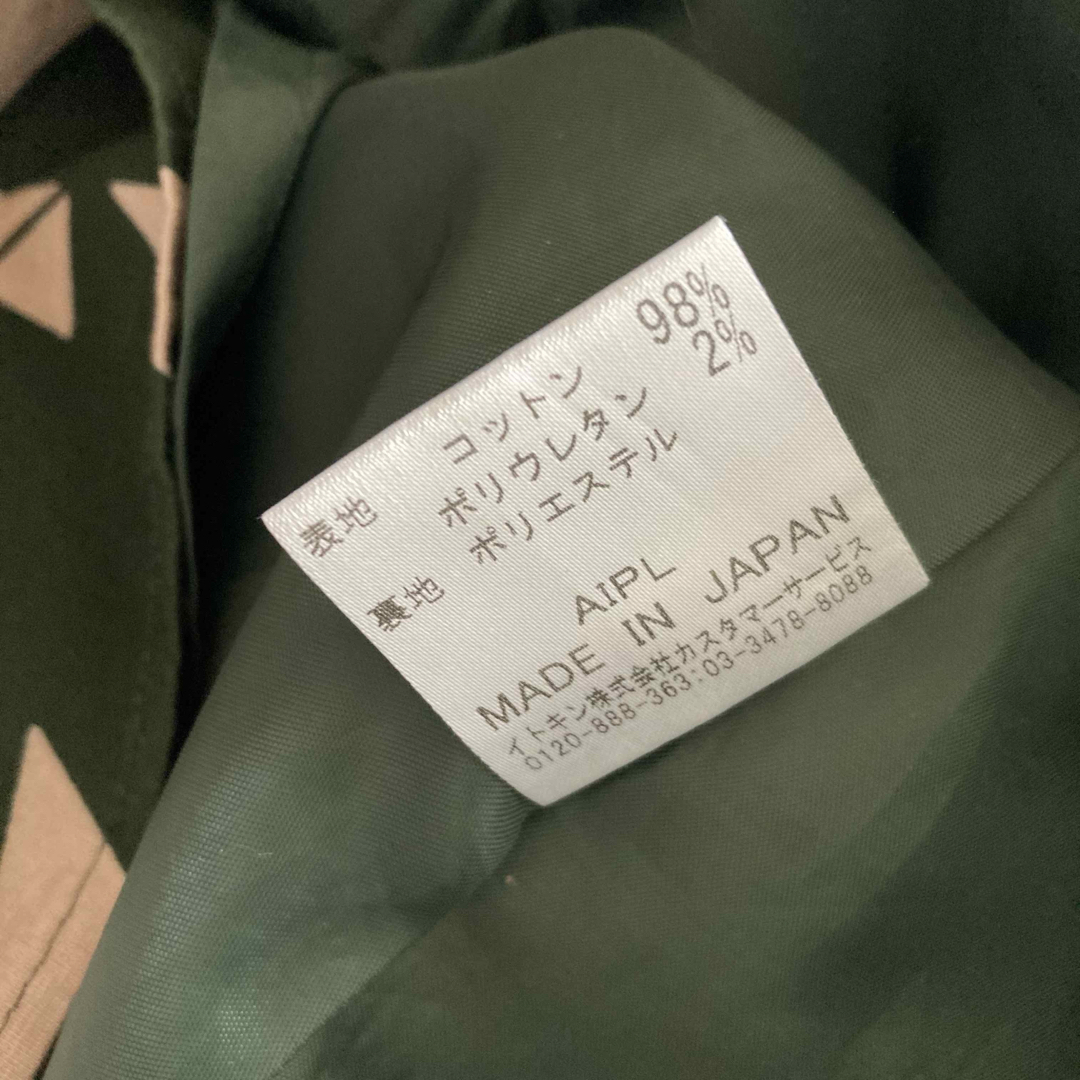 表地 コットン 98%
ポリウレタン 2%
裏地 ポリエステル
AIPL
MADE IN JAPAN
イトキン株式会社カスタマーサービス
0120-888-363:03-3478-8088